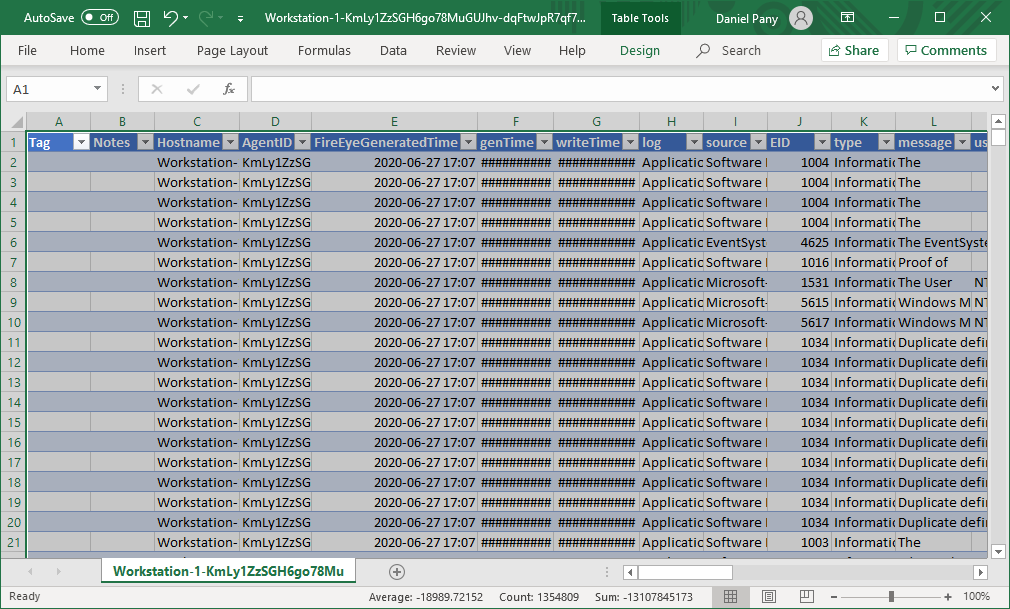 AutoSave Off Workstation-1-KmLy1ZzSGH6go78MuGUJhv-dqFtwJpR7qf7... Table Tools Daniel Pany
File Home Insert Page Layout Formulas Data Review View Help Design Search Share Comments
A1 fx
A B C D E F G H I J K L
1 Tag Notes Hostname AgentID FireEyeGeneratedTime genTime writeTime log source EID type message us
2 Workstation- KmLy1ZzSG 2020-06-27 17:07 ########### ############ Applicatic Software 1004 Informatic The
3 Workstation- KmLy1ZzSG 2020-06-27 17:07 ########### ############ Applicatic Software 1004 Informatic The
4 Workstation- KmLy1ZzSG 2020-06-27 17:07 ########### ############ Applicatic Software 1004 Informatic The
5 Workstation- KmLy1ZzSG 2020-06-27 17:07 ########### ############ Applicatic Software 1004 Informatic The
6 Workstation- KmLy1ZzSG 2020-06-27 17:07 ########### ############ Applicatic EventSyst 4625 Informatic The EventSyste
7 Workstation- KmLy1ZzSG 2020-06-27 17:07 ########### ############ Applicatic Software 1016 Informatic Proof of
8 Workstation- KmLy1ZzSG 2020-06-27 17:07 ########### ############ Applicatic Microsoft- 1531 Informatic The User NT
9 Workstation- KmLy1ZzSG 2020-06-27 17:07 ########### ############ Applicatic Microsoft- 5615 Informatic Windows M NT
10 Workstation- KmLy1ZzSG 2020-06-27 17:07 ########### ############ Applicatic Microsoft- 5617 Informatic Windows M NT
11 Workstation- KmLy1ZzSG 2020-06-27 17:07 ########### ############ Applicatic Software 1034 Informatic Duplicate defi
12 Workstation- KmLy1ZzSG 2020-06-27 17:07 ########### ############ Applicatic Software 1034 Informatic Duplicate defi
13 Workstation- KmLy1ZzSG 2020-06-27 17:07 ########### ############ Applicatic Software 1034 Informatic Duplicate defi
14 Workstation- KmLy1ZzSG 2020-06-27 17:07 ########### ############ Applicatic Software 1034 Informatic Duplicate defi
15 Workstation- KmLy1ZzSG 2020-06-27 17:07 ########### ############ Applicatic Software 1034 Informatic Duplicate defi
16 Workstation- KmLy1ZzSG 2020-06-27 17:07 ########### ############ Applicatic Software 1034 Informatic Duplicate defi
17 Workstation- KmLy1ZzSG 2020-06-27 17:07 ########### ############ Applicatic Software 1034 Informatic Duplicate defi
18 Workstation- KmLy1ZzSG 2020-06-27 17:07 ########### ############ Applicatic Software 1034 Informatic Duplicate defi
19 Workstation- KmLy1ZzSG 2020-06-27 17:07 ########### ############ Applicatic Software 1034 Informatic Duplicate defi
20 Workstation- KmLy1ZzSG 2020-06-27 17:07 ########### ############ Applicatic Software 1034 Informatic Duplicate defi
21 Workstation- KmLy1ZzSG 2020-06-27 17:07 ########### ############ Applicatic Software 1003 Informatic The
Workstation-1-KmLy1ZzSGH6go78Mu
Ready Average: -18989.72152 Count: 1354809 Sum: -13107845173 100%